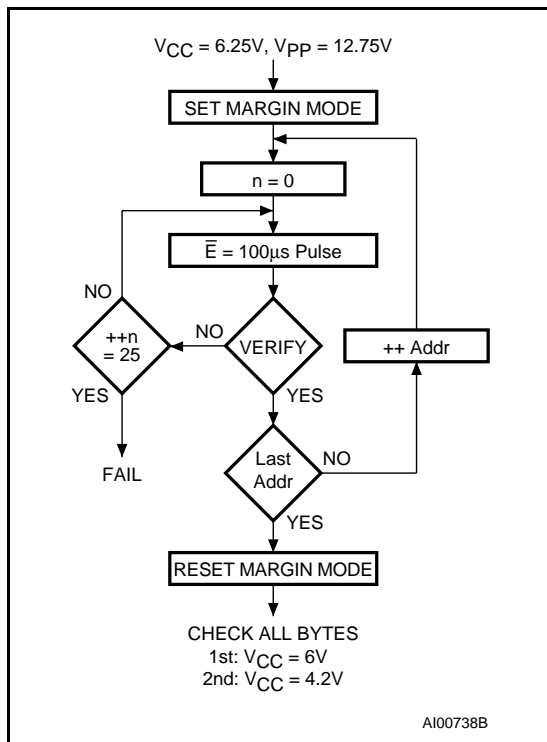 VCC = 6.25V, VPP = 12.75V
SET MARGIN MODE
n = 0
E̅ = 100µs Pulse
NO
++n
= 25
NO
VERIFY
++ Addr
YES
YES
FAIL
Last
Addr
NO
YES
RESET MARGIN MODE
CHECK ALL BYTES
1st: VCC = 6V
2nd: VCC = 4.2V
AI00738B